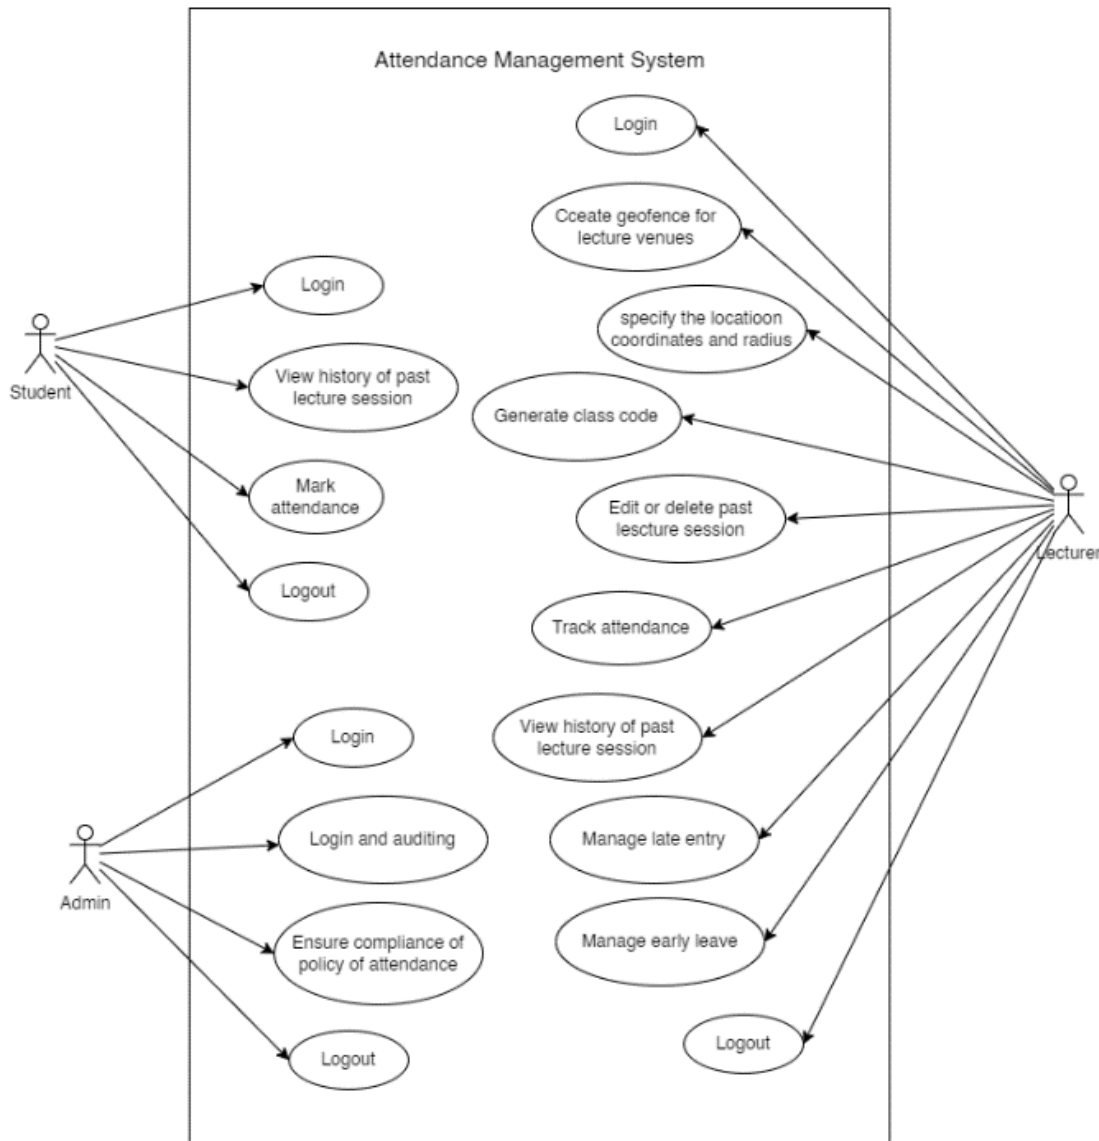 Attendance Management System
Login
Cceate geofence for
lecture venues
Login
specify the locatioon
coordinates and radius
Student
View history of past
lecture session
Generate class code
Mark
attendance
Edit or delete past
lescture session
Lecturer
Logout
Track attendance
Login
View history of past
lecture session
Login and auditing
Manage late entry
Admin
Ensure compliance of
policy of attendance
Manage early leave
Logout
Logout